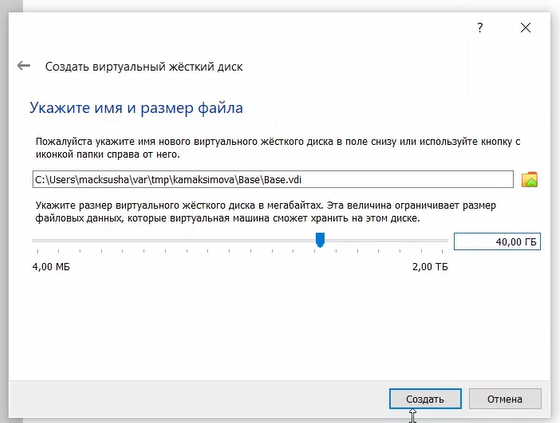 ?
Создать виртуальный жёсткий диск
Укажите имя и размер файла
Пожалуйста укажите имя нового виртуального жёсткого диска в поле снизу или используйте кнопку с
иконкой папки справа от него.
C:\Users\macksusha\var\tmp\kamaksimova\Base\Base.vdi
Укажите размер виртуального жёсткого диска в мегабайтах. Эта величина ограничивает размер
файловых данных, которые виртуальная машина сможет хранить на этом диске.
40,00 ГБ
4,00 МБ 2,00 ТБ
Создать Отмена